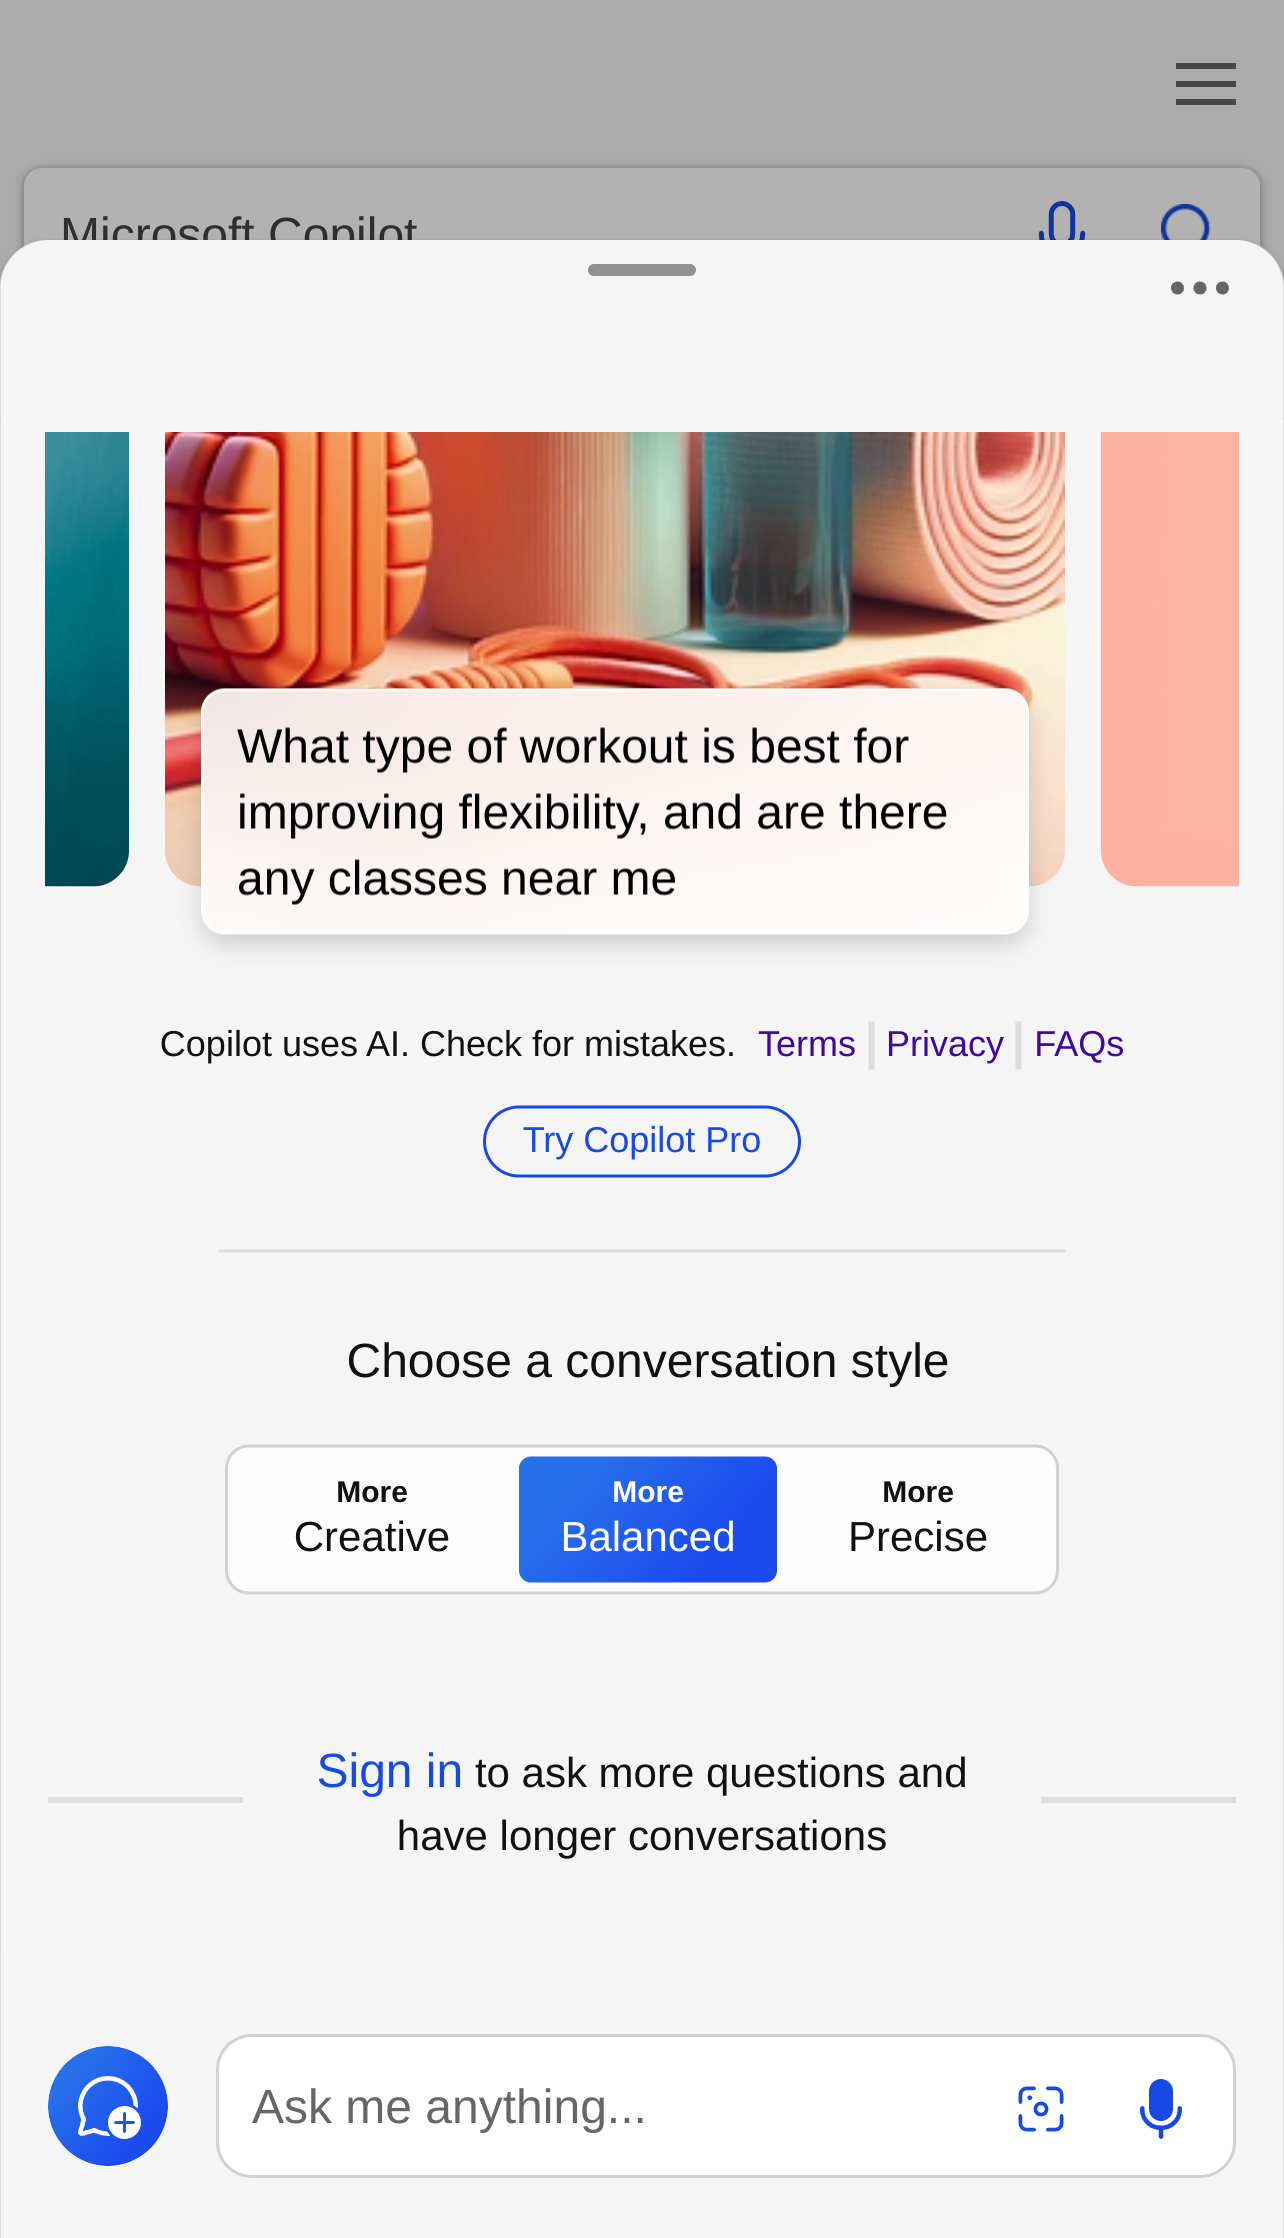 Microsoft Copilot
What type of workout is best for
improving flexibility, and are there
any classes near me
Copilot uses AI. Check for mistakes. Terms Privacy FAQs
Try Copilot Pro
Choose a conversation style
More More More
Creative Balanced Precise
Sign in to ask more questions and
have longer conversations
Ask me anything...